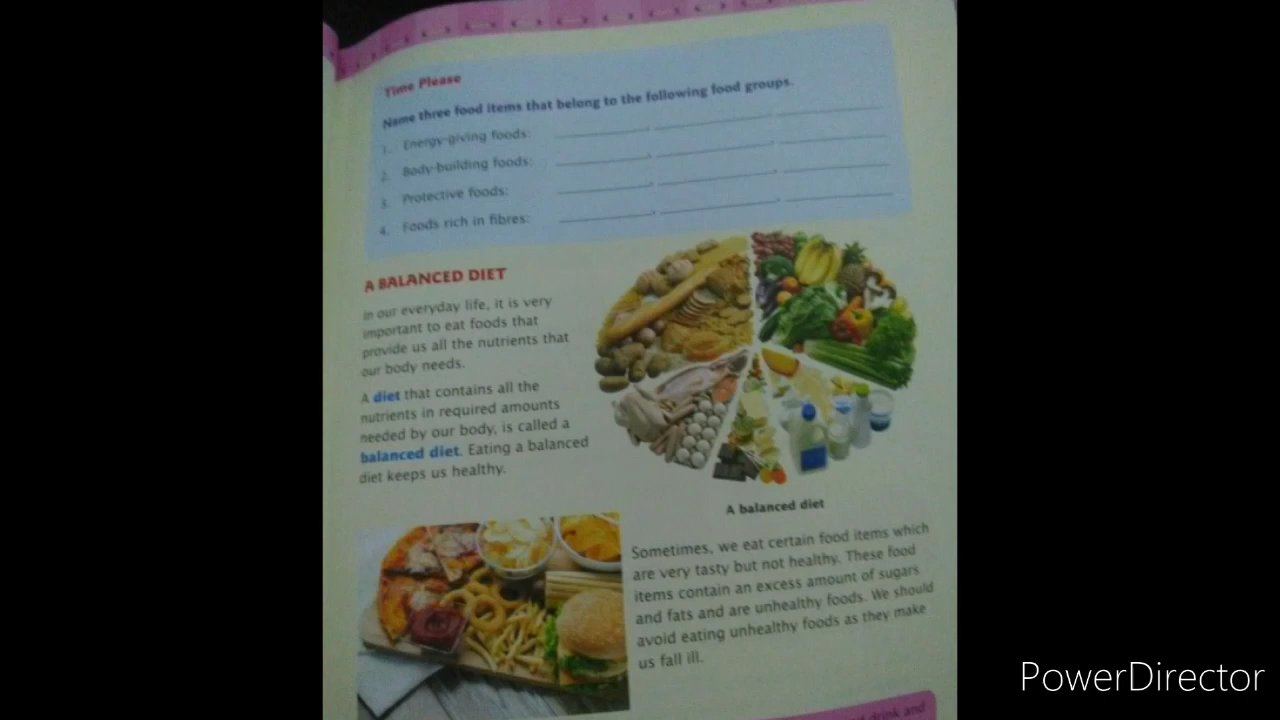 Time Please
Name three food items that belong to the following food groups.
1. Energy-giving foods:
2. Body-building foods:
3. Protective foods:
4. Foods rich in fibres:
A BALANCED DIET
In our everyday life, it is very
important to eat foods that
provide us all the nutrients that
our body needs.
A diet that contains all the
nutrients in required amounts
needed by our body, is called a
balanced diet. Eating a balanced
diet keeps us healthy.
A balanced diet
Sometimes, we eat certain food items which
are very tasty but not healthy. These food
items contain an excess amount of sugars
and fats and are unhealthy foods. We should
avoid eating unhealthy foods as they make
us fall ill.
drink and
PowerDirector